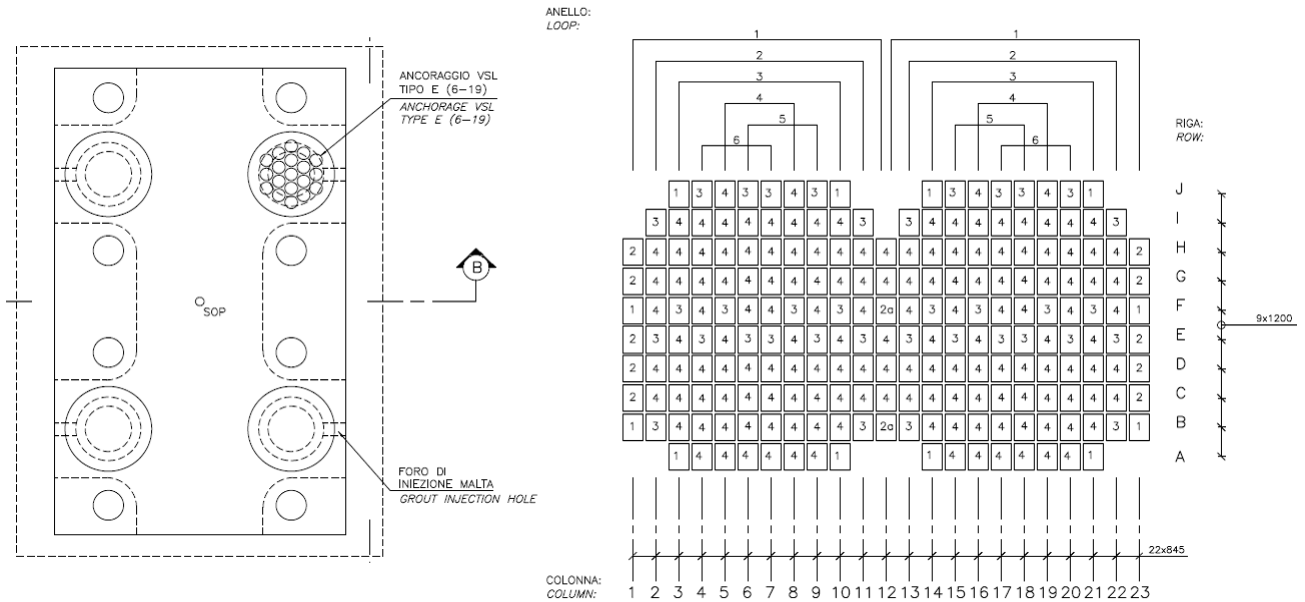 ANELLO:
LOOP:
1 1
2 2
3 3
4 4
5 5
6 6
ANCORAGGIO VSL
TIPO E (6-19)
ANCHORAGE VSL
TYPE E (6-19)
B
SOP
FORO DI
INIEZIONE MALTA
GROUT INJECTION HOLE
RIGA:
ROW:
1 3 4 3 3 4 3 1 1 3 4 3 3 4 3 1 J
3 4 4 4 4 4 4 4 4 3 3 4 4 4 4 4 4 4 4 3 I
2 4 4 4 4 4 4 4 4 4 4 4 4 4 4 4 4 4 4 4 4 4 2 H
2 4 4 4 4 4 4 4 4 4 4 4 4 4 4 4 4 4 4 4 4 4 2 G
1 4 3 4 3 4 4 3 4 3 4 2a 4 3 4 3 4 4 3 4 3 4 1 F
9x1200
2 3 4 3 4 3 3 4 3 4 3 4 3 4 3 4 3 3 4 3 4 3 2 E
2 4 4 4 4 4 4 4 4 4 4 4 4 4 4 4 4 4 4 4 4 4 2 D
2 4 4 4 4 4 4 4 4 4 4 4 4 4 4 4 4 4 4 4 4 4 2 C
1 3 4 4 4 4 4 4 4 4 3 2a 3 4 4 4 4 4 4 4 4 3 1 B
1 4 4 4 4 4 4 1 1 4 4 4 4 4 4 1 A
22x845
COLONNA:
COLUMN: 1 2 3 4 5 6 7 8 9 10 11 12 13 14 15 16 17 18 19 20 21 22 23